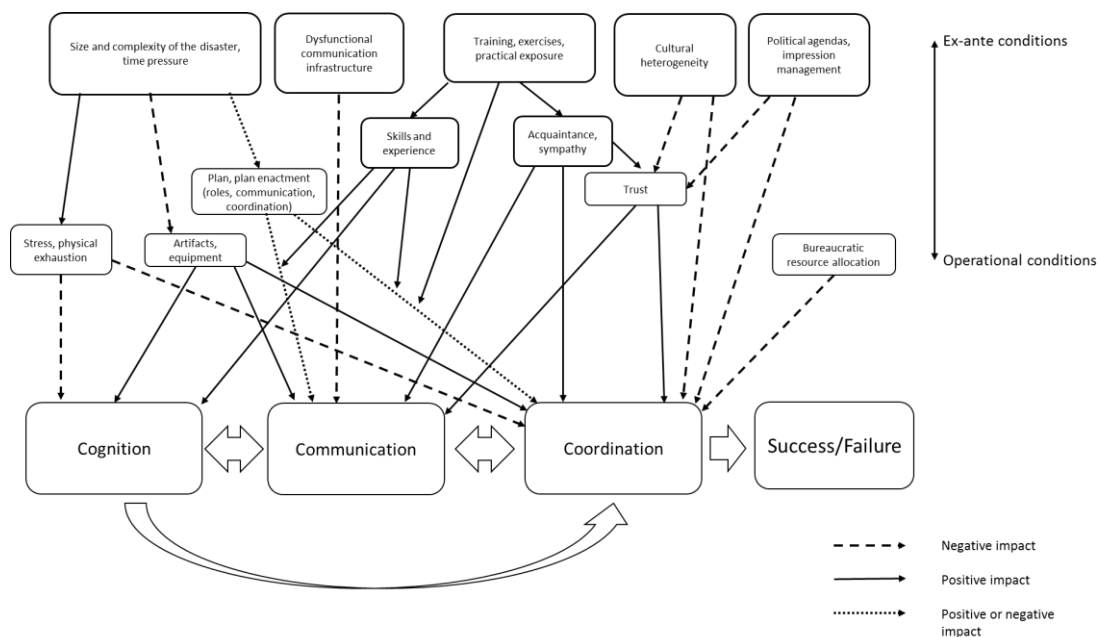 Size and complexity of the disaster,
time pressure
Dysfunctional
communication
infrastructure
Training, exercises,
practical exposure
Cultural
heterogeneity
Political agendas,
impression
management
Ex-ante conditions
Skills and
experience
Acquaintance,
sympathy
Plan, plan enactment
(roles, communication,
coordination)
Trust
Stress, physical
exhaustion
Artifacts,
equipment
Bureaucratic
resource allocation
Operational conditions
Cognition
Communication
Coordination
Success/Failure
Negative impact
Positive impact
Positive or negative
impact